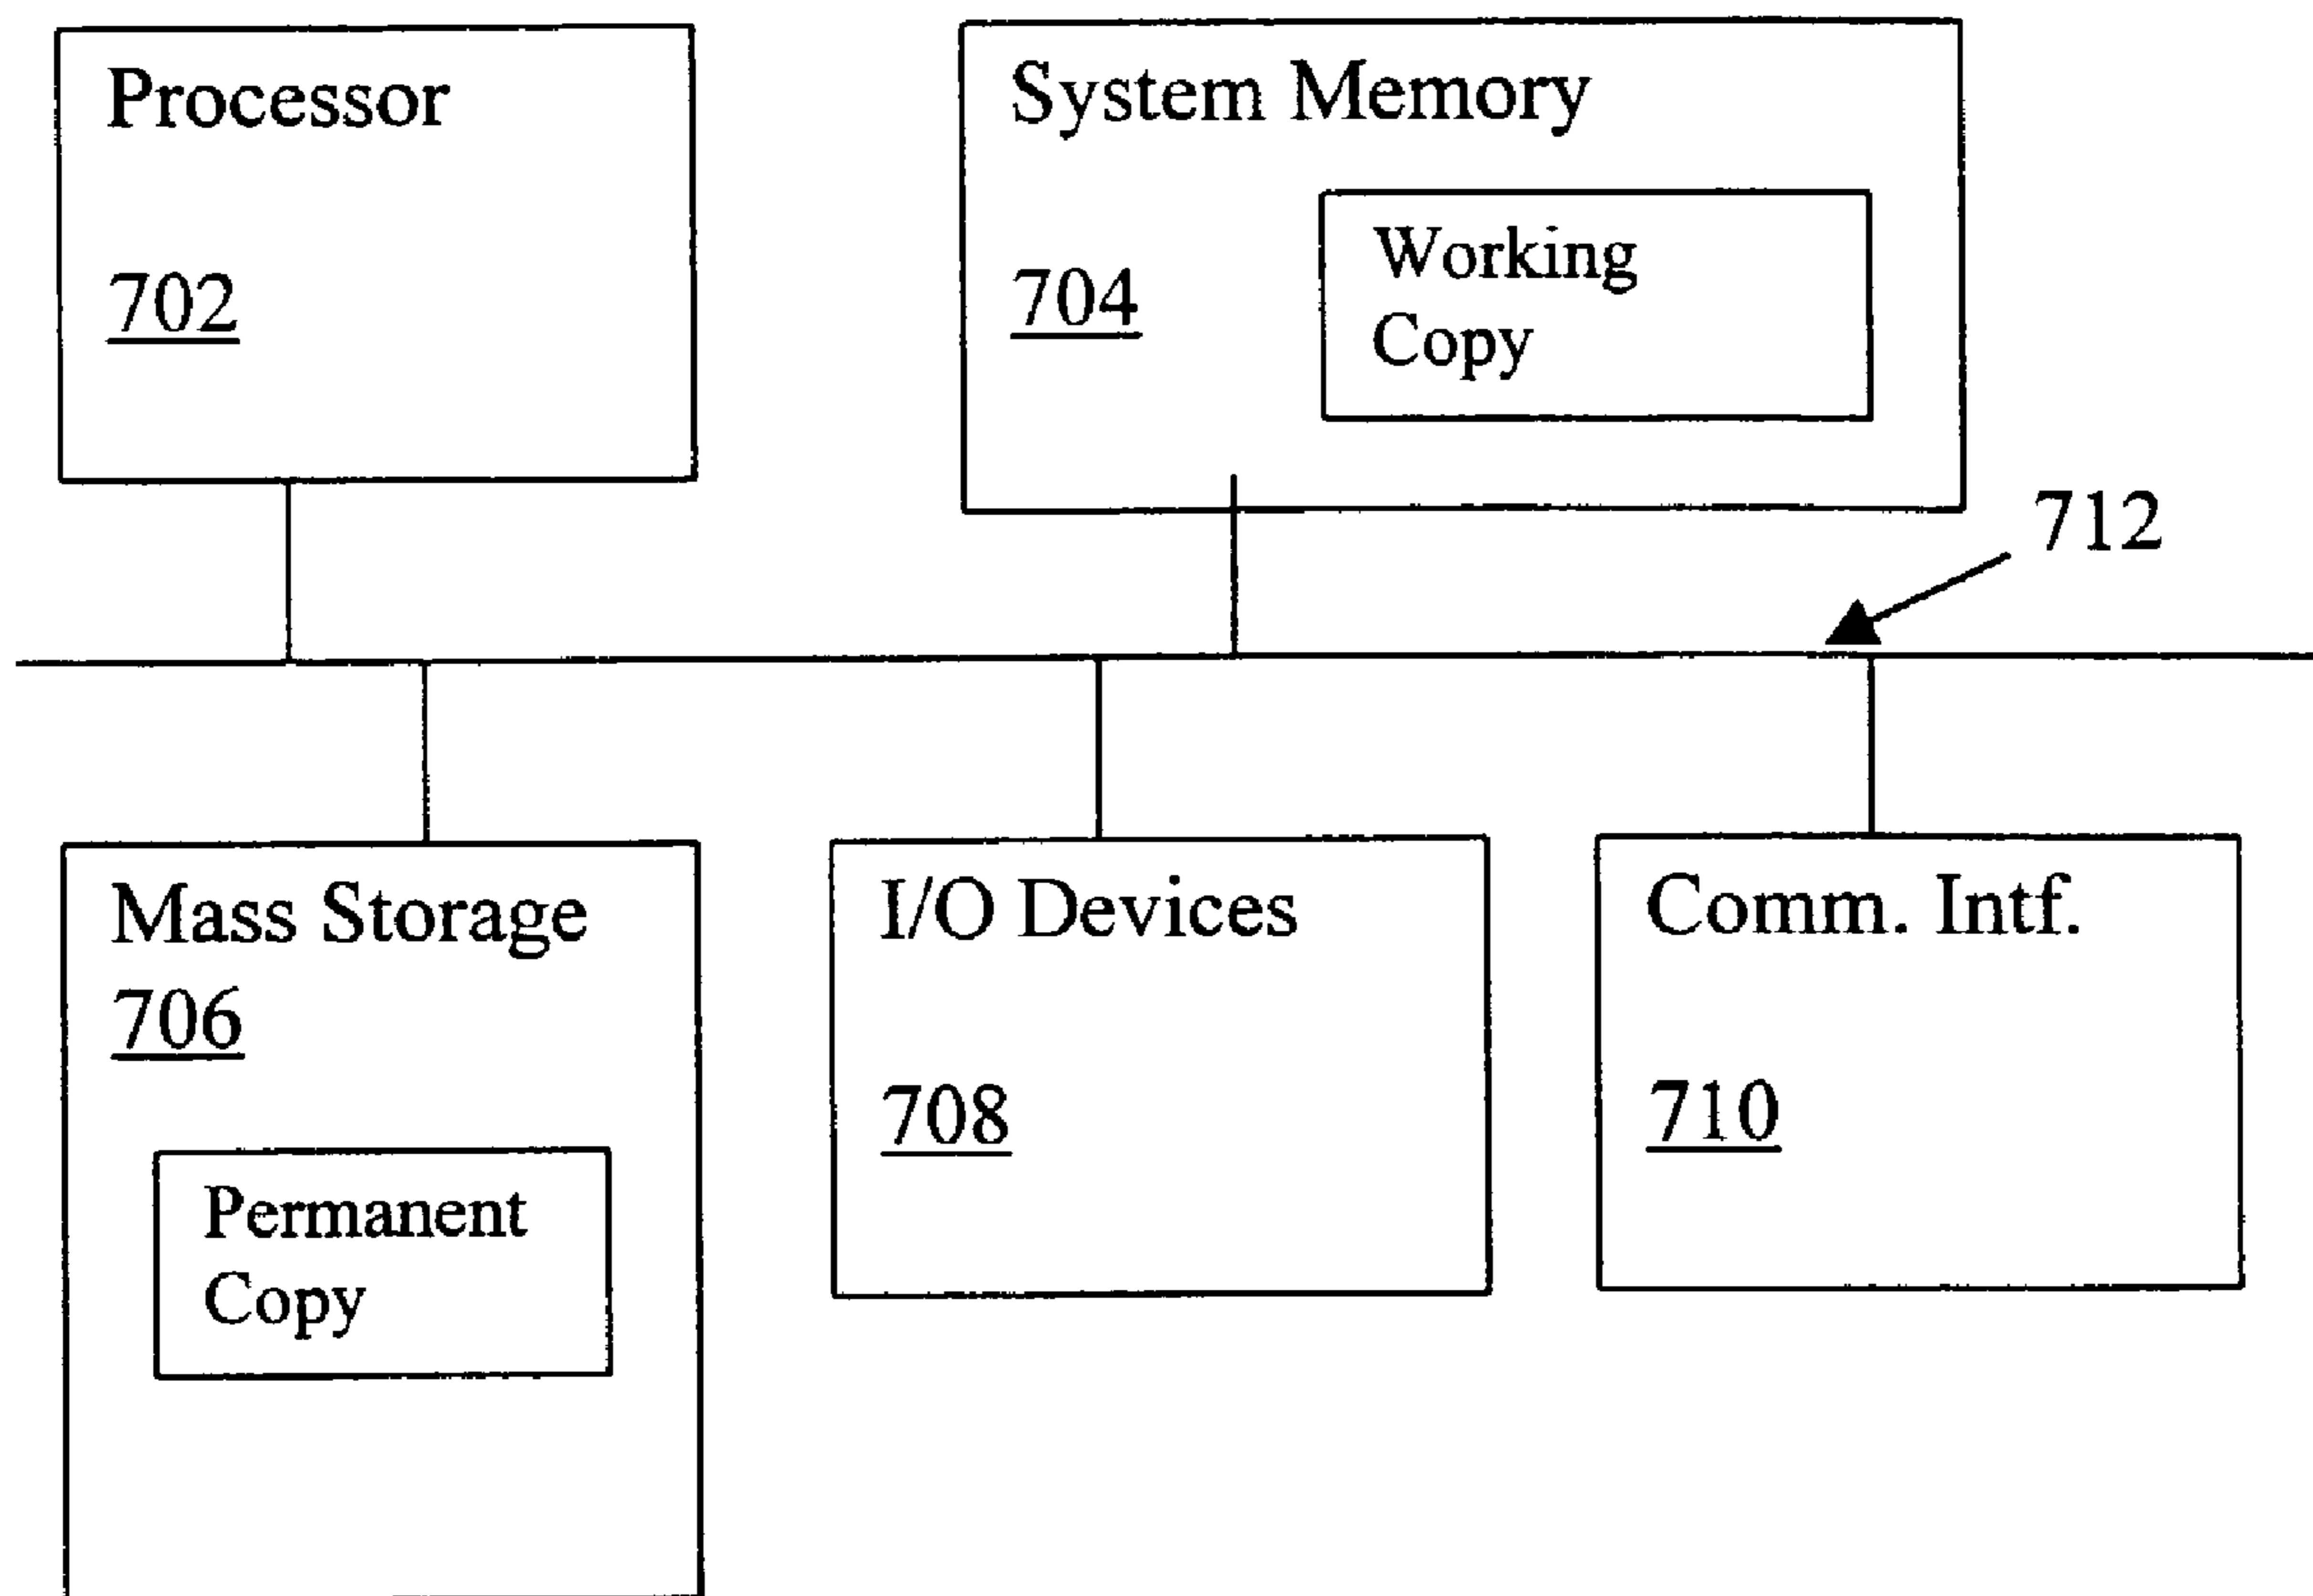 Processor
702
System Memory
704
Working
Copy
712
Mass Storage
706
Permanent
Copy
I/O Devices
708
Comm. Intf.
710